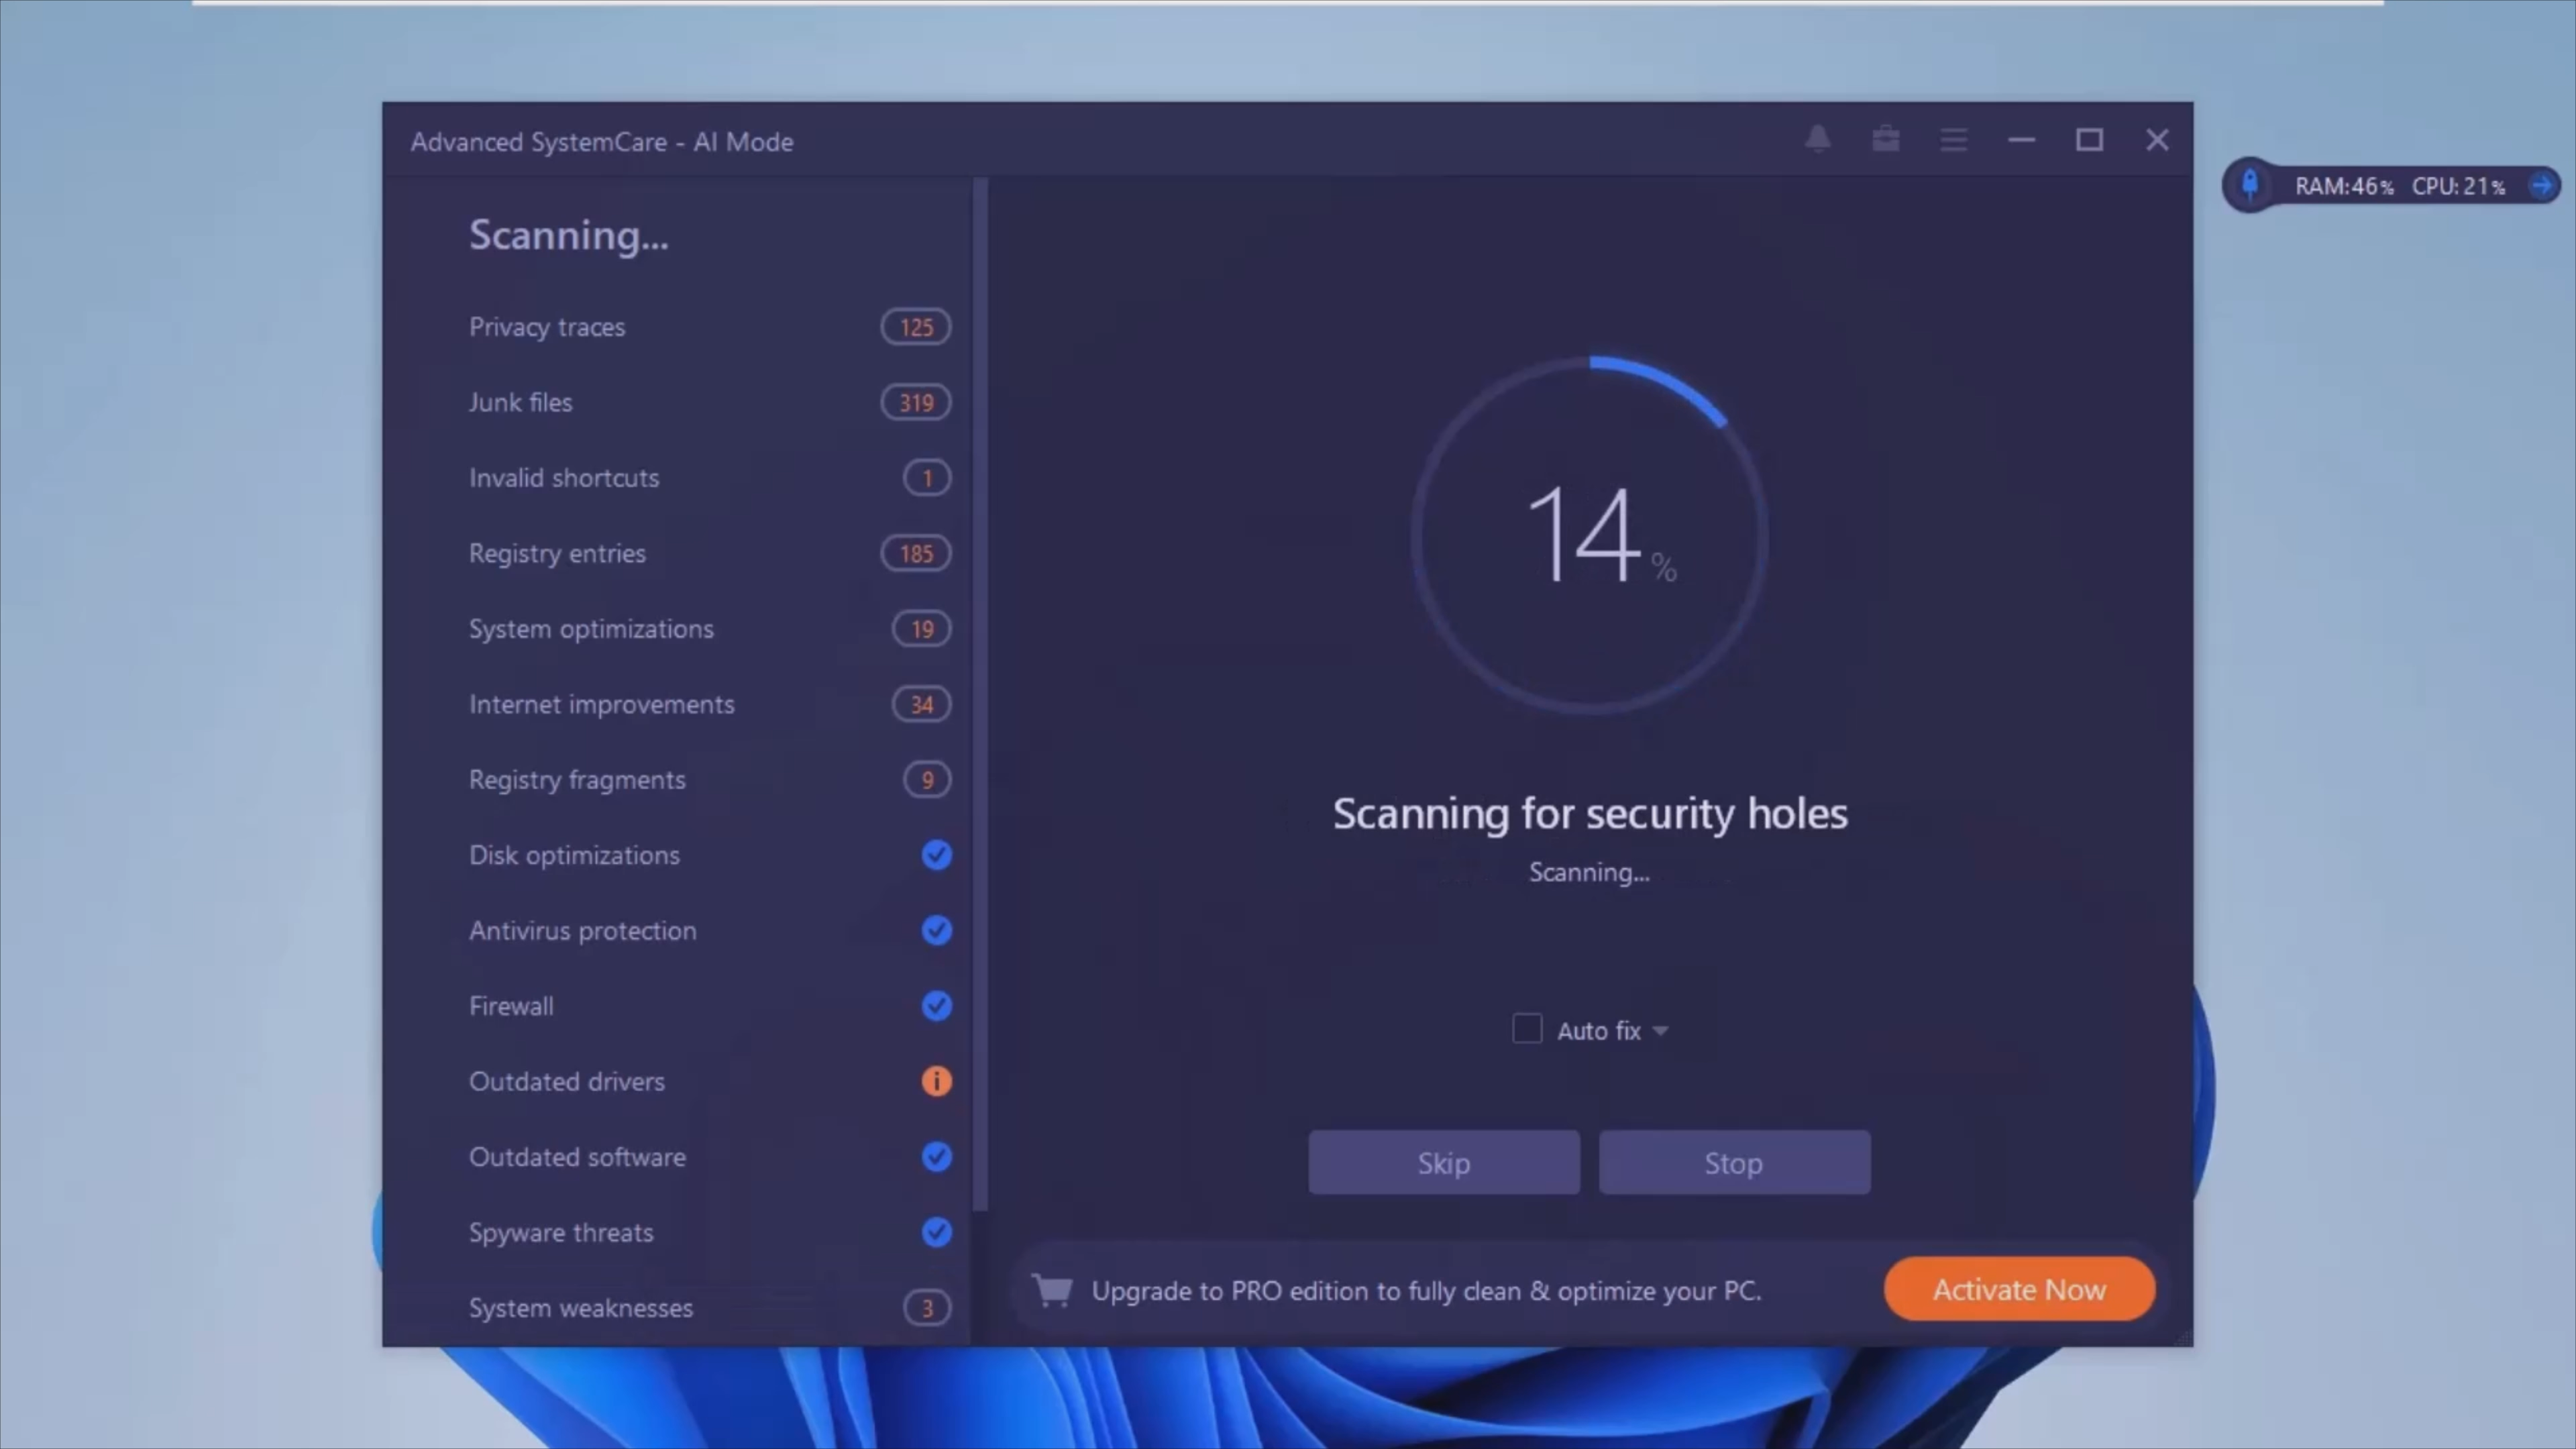 Advanced SystemCare - AI Mode
RAM:46% CPU:21%
Scanning...
Privacy traces 125
Junk files 319
Invalid shortcuts 1
Registry entries 185
System optimizations 19
Internet improvements 34
Registry fragments 9
Disk optimizations
Antivirus protection
Firewall
Outdated drivers
Outdated software
Spyware threats
System weaknesses 3
14%
Scanning for security holes
Scanning...
Auto fix
Skip Stop
Upgrade to PRO edition to fully clean & optimize your PC. Activate Now